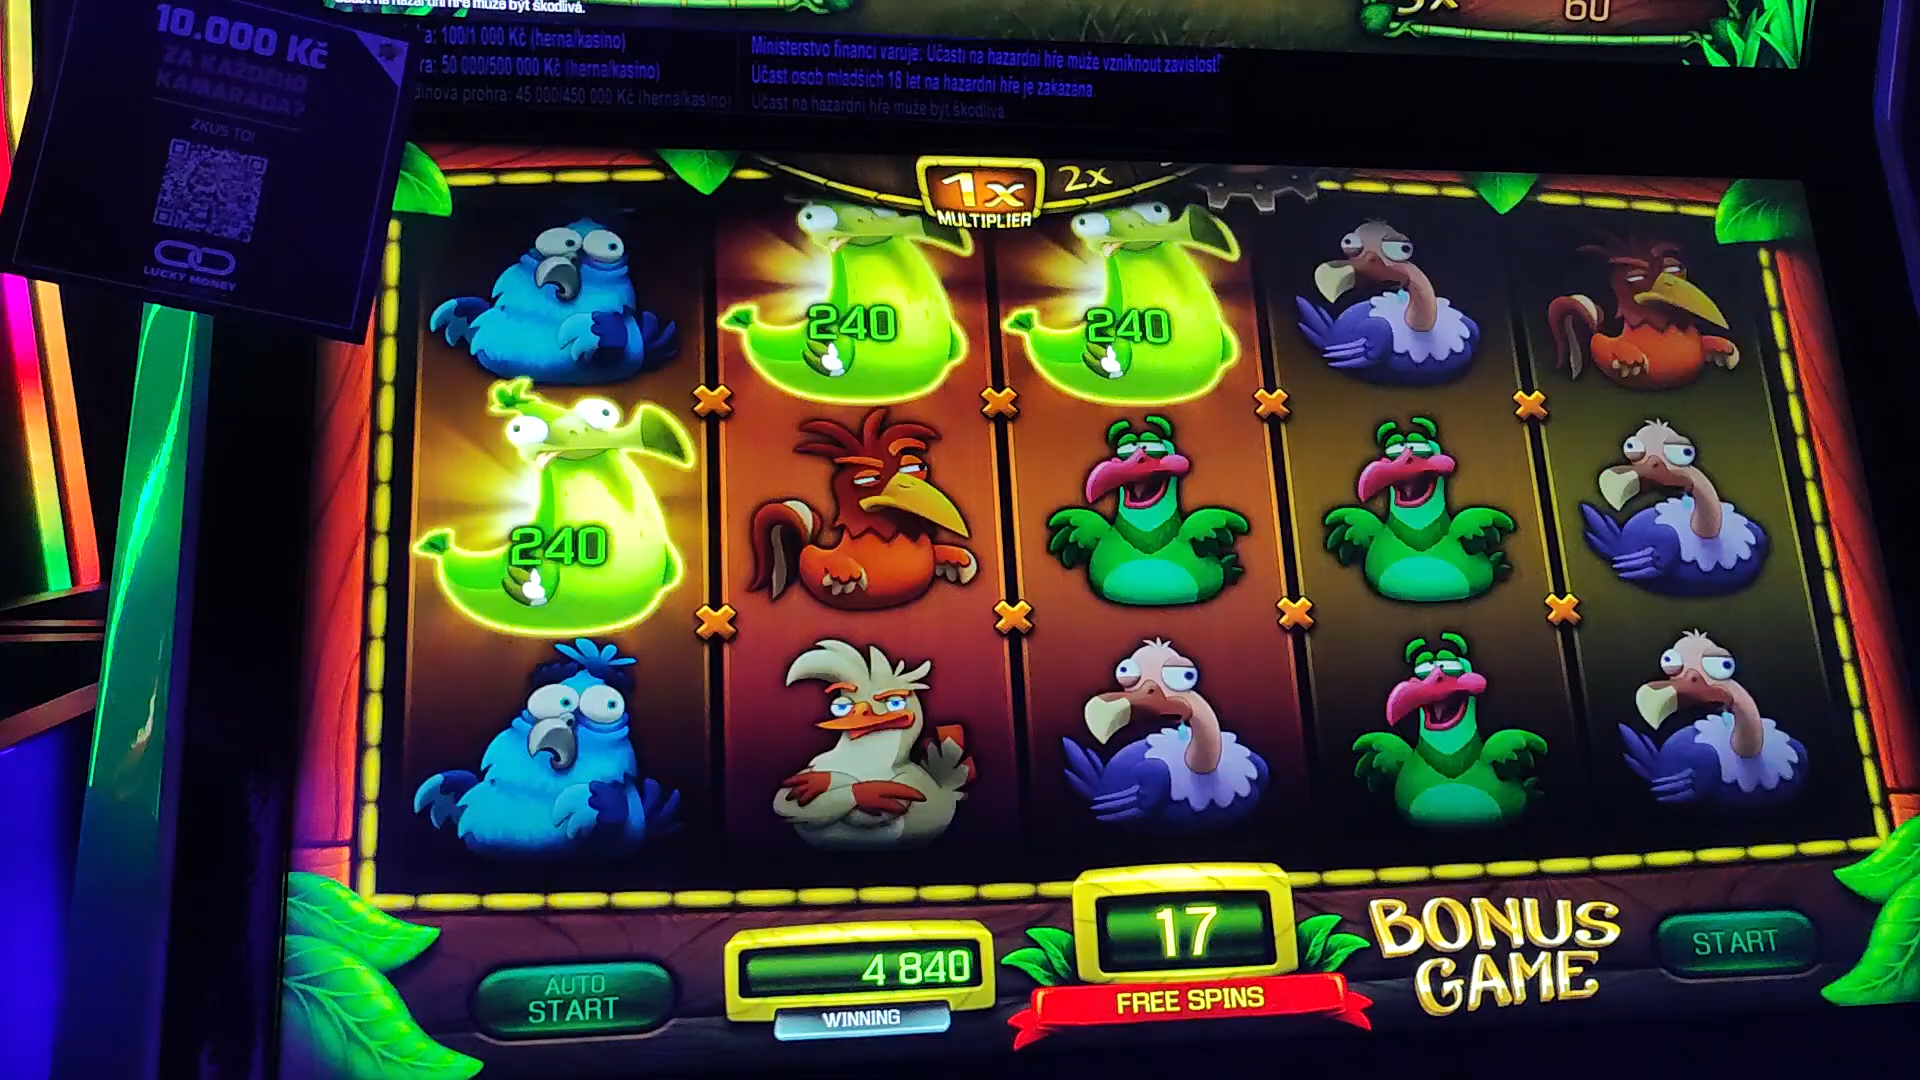 10.000 Kč
ZA KAŽDÉHO
KAMARÁDA?
ZKUS TO!
LUCKY MONEY
a: 100/1 000 Kč (herna/kasino)
ra: 50 000/500 000 Kč (herna/kasino)
dinova prohra: 45 000/450 000 Kč (herna/kasino)
Ministerstvo financí varuje: Účastí na hazardní hře může vzniknout závislost!
Účast osob mladších 18 let na hazardní hře je zakázána.
Účast na hazardní hře může být škodlivá.
60
1x
MULTIPLIER
2x
240
240
240
AUTO
START
4 840
WINNING
17
FREE SPINS
BONUS
GAME
START